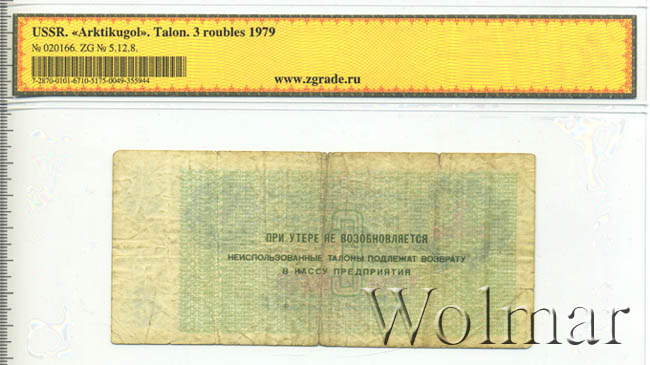 USSR. «Arktikugol». Talon. 3 roubles 1979
№ 020166. ZG № 5.12.8.
7-2870-0101-6710-5175-0049-355944
www.zgrade.ru
ПРИ УТЕРЕ НЕ ВОЗОБНОВЛЯЕТСЯ
НЕИСПОЛЬЗОВАННЫЕ ТАЛОНЫ ПОДЛЕЖАТ ВОЗВРАТУ
В КАССУ ПРЕДПРИЯТИЯ
Wolmar